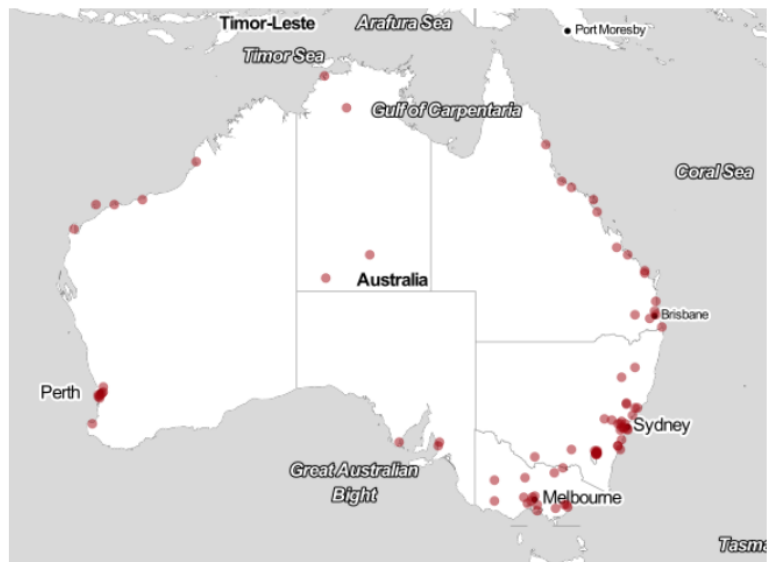 Timor-Leste
Arafura Sea
Port Moresby
Timor Sea
Gulf of Carpentaria
Coral Sea
Australia
Brisbane
Perth
Sydney
Great Australian
Bight
Melbourne
Tasma